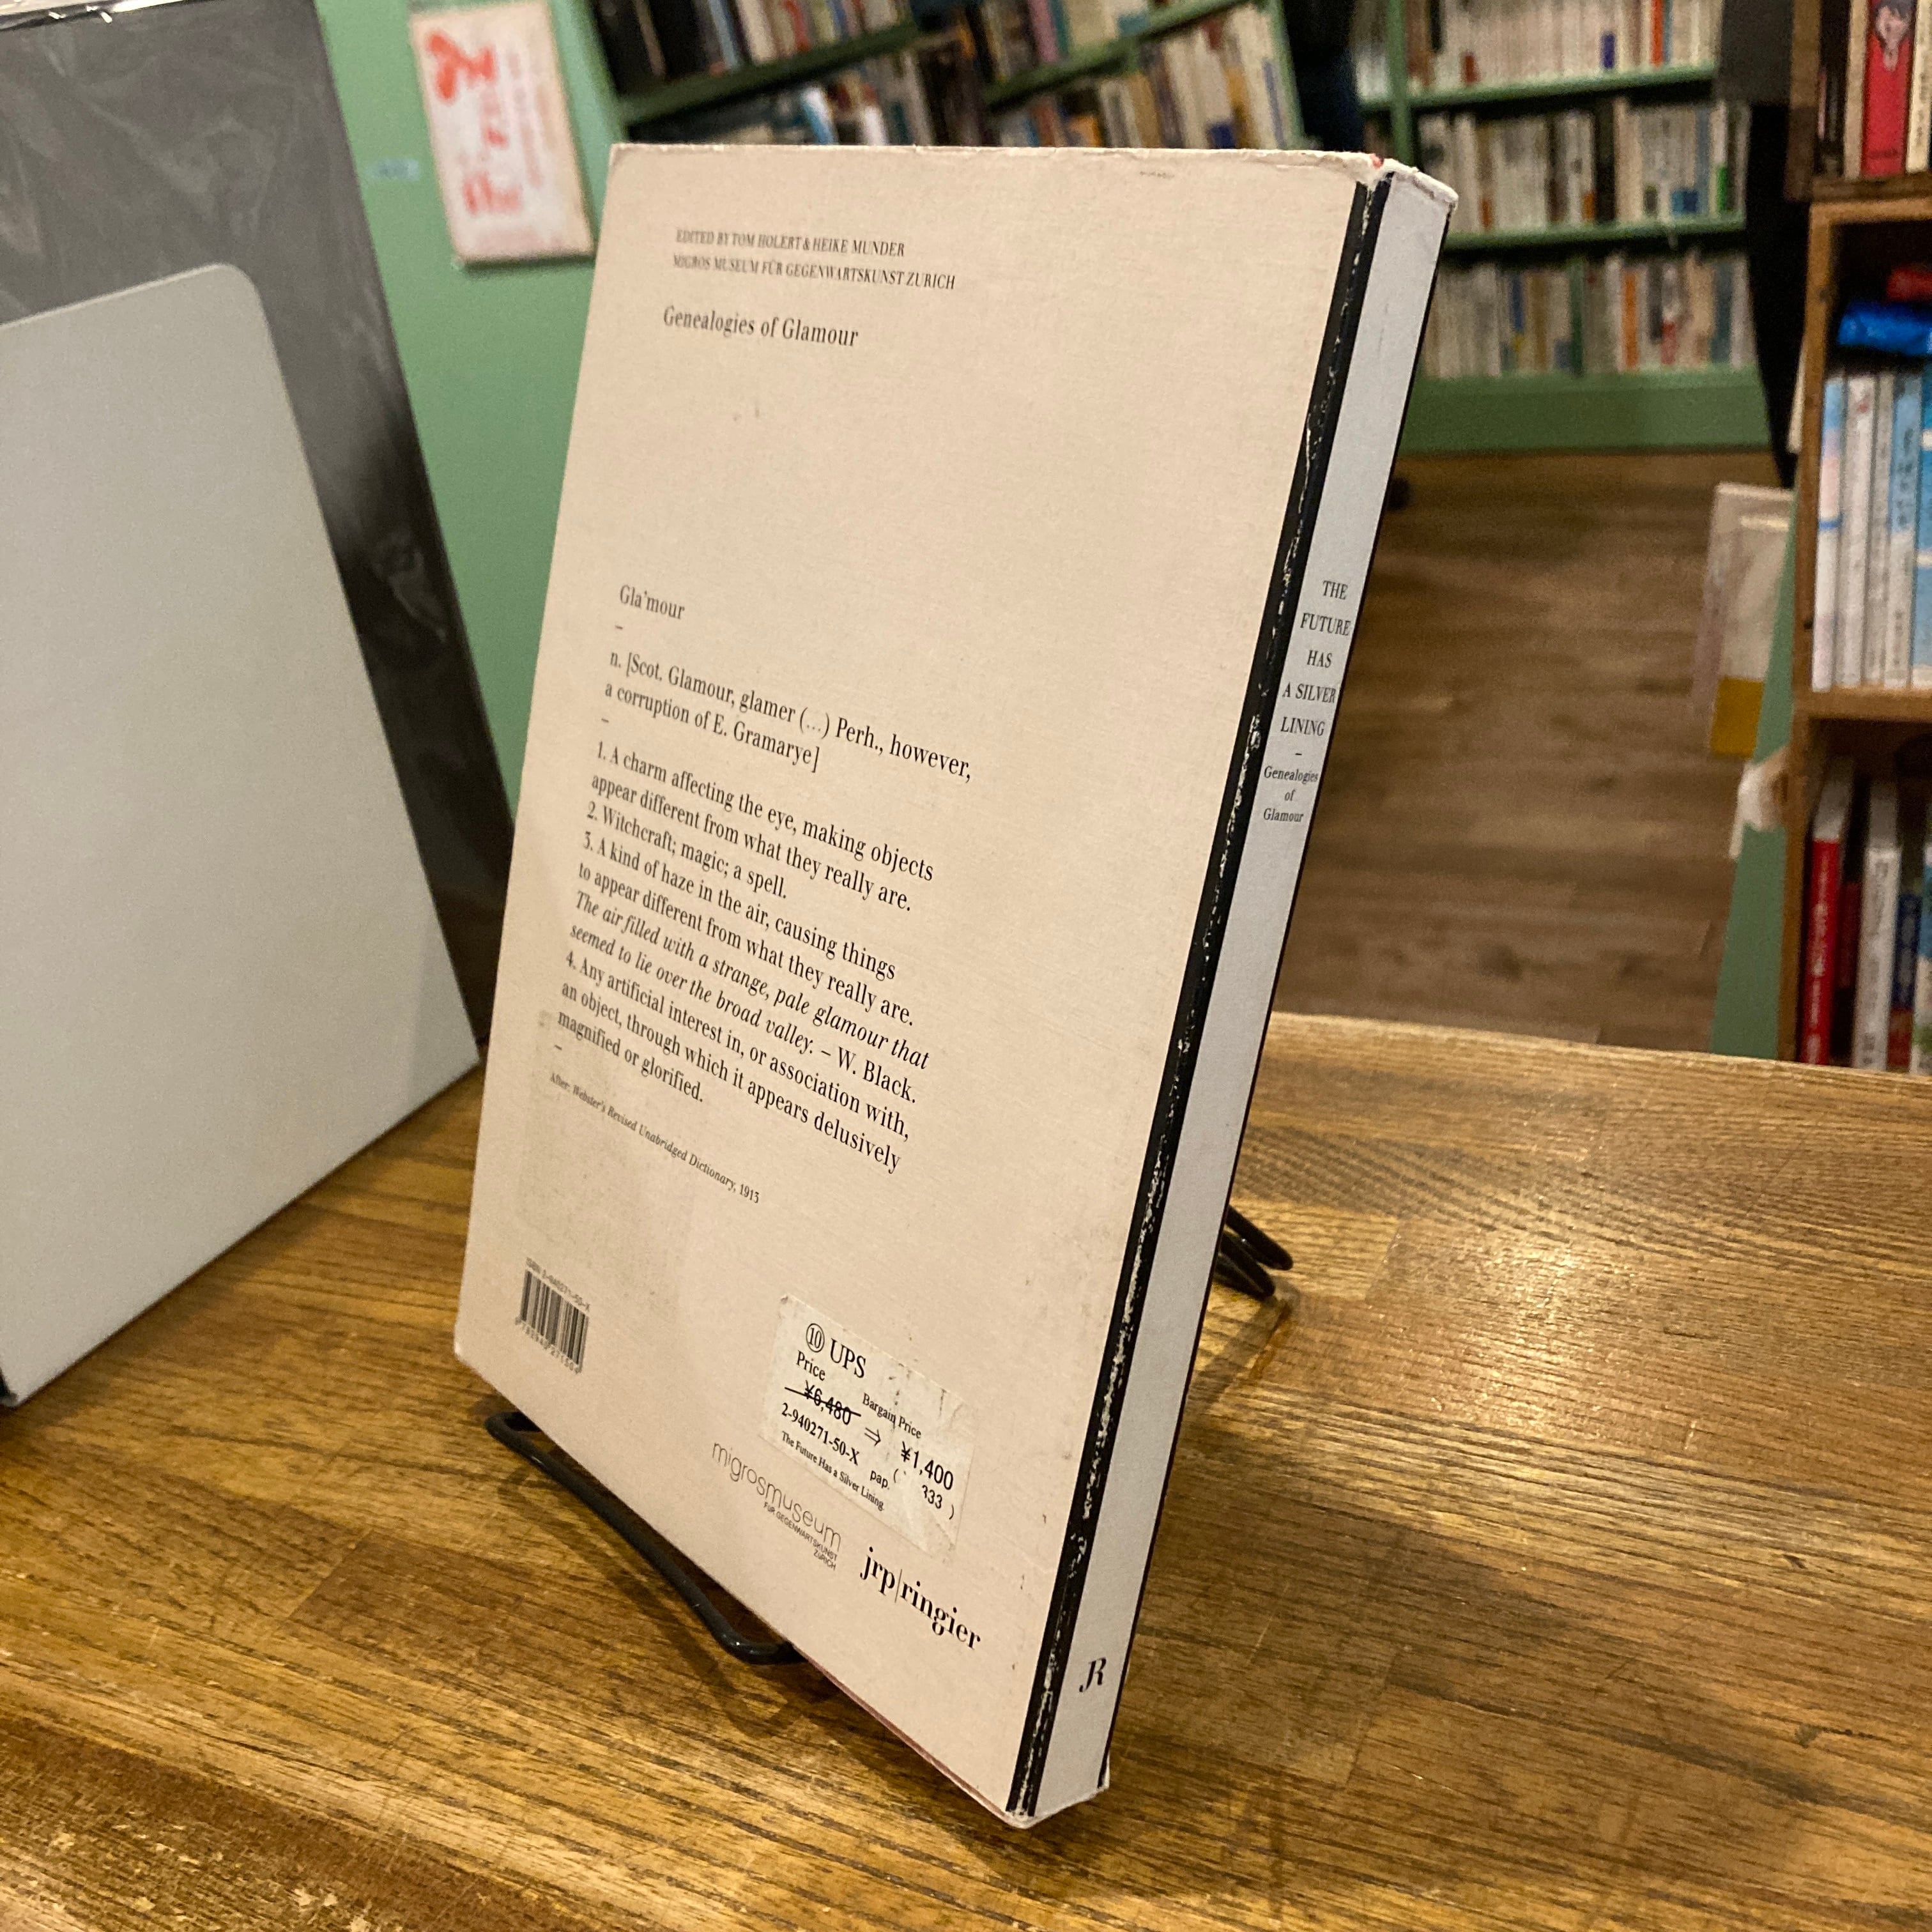 EDITED BY TOM HOLERT & HEIKE MUNDER
MIGROS MUSEUM FÜR GEGENWARTSKUNST ZURICH
Genealogies of Glamour
Gla'mour
–
n. [Scot. Glamour, glamer (…) Perh., however,
a corruption of E. Gramarye]
–
1. A charm affecting the eye, making objects
appear different from what they really are.
2. Witchcraft; magic; a spell.
3. A kind of haze in the air, causing things
to appear different from what they really are.
The air filled with a strange, pale glamour that
seemed to lie over the broad valley. – W. Black.
4. Any artificial interest in, or association with,
an object, through which it appears delusively
magnified or glorified.
–
After: Webster's Revised Unabridged Dictionary, 1913
ISBN 2-940271-50-X
⑩ UPS
Price
Bargain Price
¥6,480 ⇒ ¥1,400
2-940271-50-X pap. ( 333 )
The Future Has a Silver Lining.
migrosmuseum
FÜR GEGENWARTSKUNST
ZÜRICH
jrp|ringier
THE
FUTURE
HAS
A SILVER
LINING
–
Genealogies
of
Glamour
JR